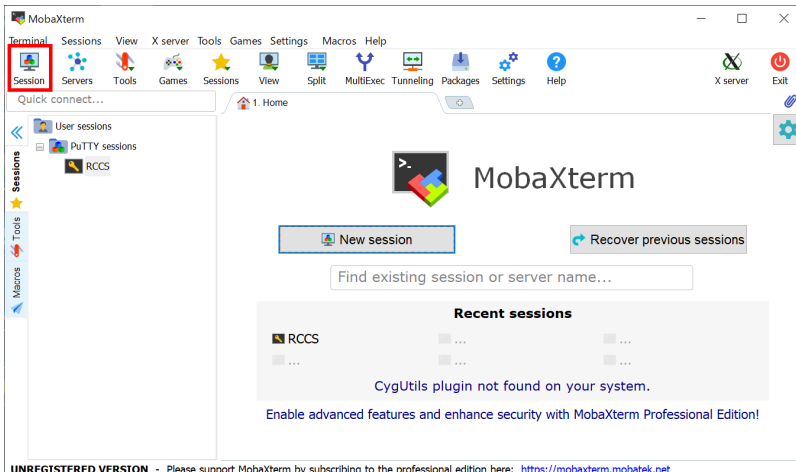 MobaXterm
Terminal Sessions View X server Tools Games Settings Macros Help
Session Servers Tools Games Sessions View Split MultiExec Tunneling Packages Settings Help X server Exit
Quick connect...
1. Home
User sessions
PuTTY sessions
RCCS
Sessions
Tools
Macros
>_
MobaXterm
New session
Recover previous sessions
Find existing session or server name...
Recent sessions
RCCS ... ...
... ... ...
CygUtils plugin not found on your system.
Enable advanced features and enhance security with MobaXterm Professional Edition!
UNREGISTERED VERSION - Please support MobaXterm by subscribing to the professional edition here: https://mobaxterm.mobatek.net